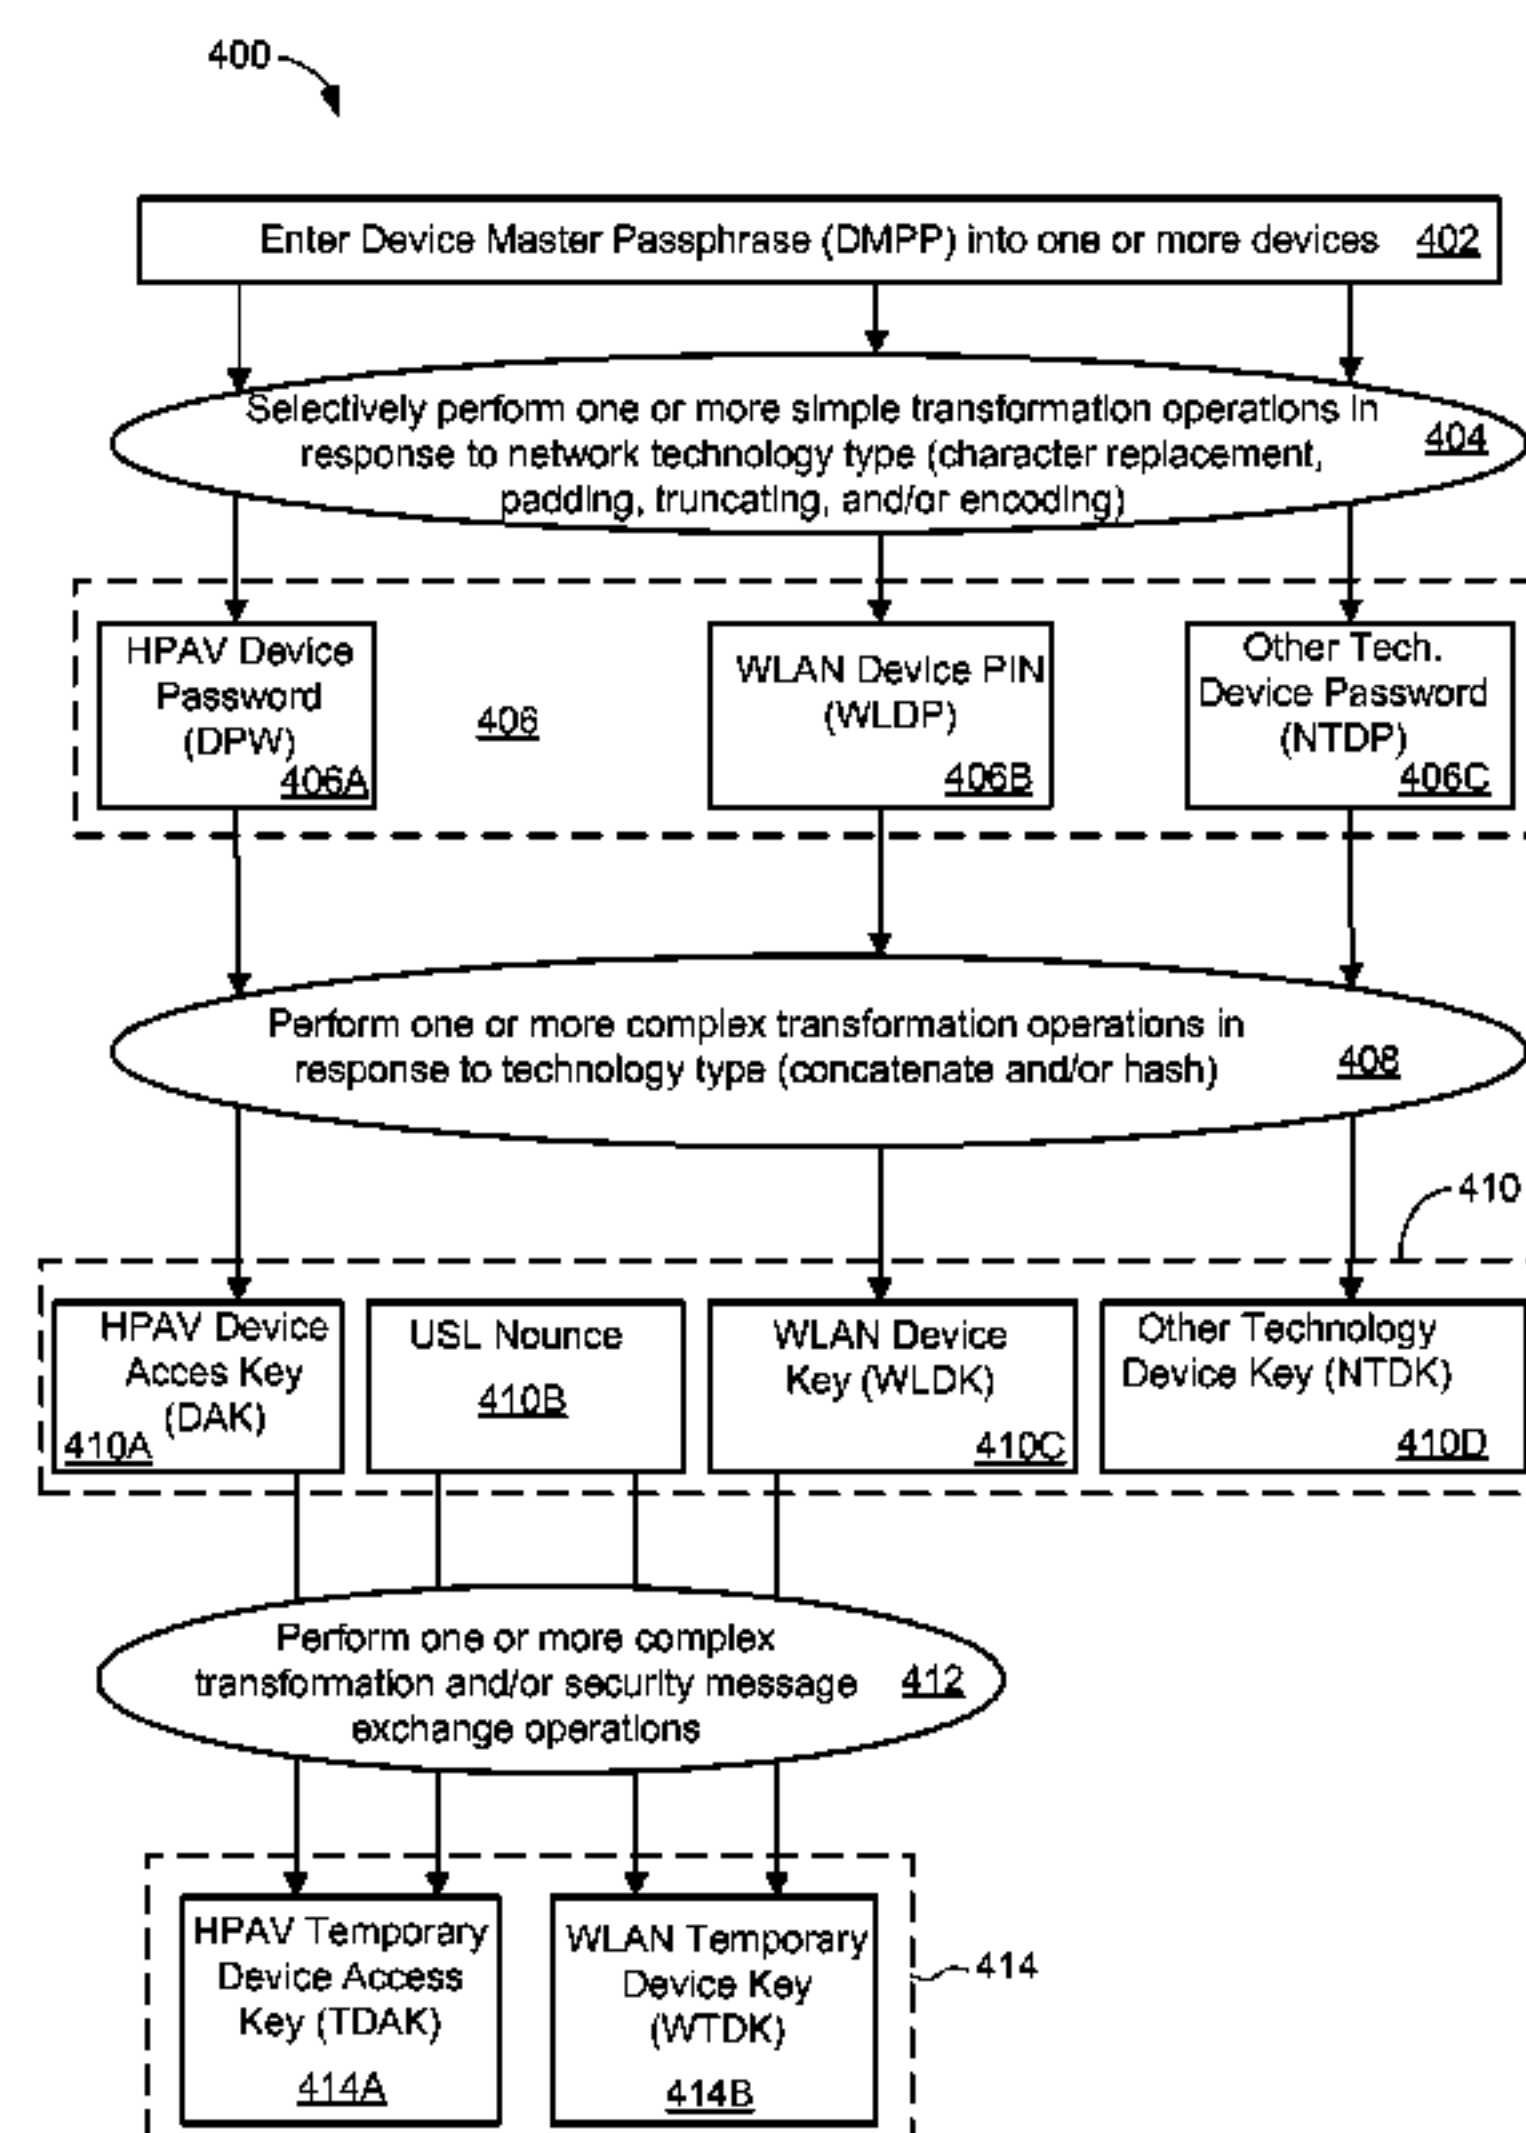 400
Enter Device Master Passphrase (DMPP) into one or more devices 402
Selectively perform one or more simple transformation operations in
response to network technology type (character replacement,
padding, truncating, and/or encoding)
404
HPAV Device
Password
(DPW)
406A
406
WLAN Device PIN
(WLDP)
406B
Other Tech.
Device Password
(NTDP)
406C
Perform one or more complex transformation operations in
response to technology type (concatenate and/or hash)
408
410
HPAV Device
Acces Key
(DAK)
410A
USL Nounce
410B
WLAN Device
Key (WLDK)
410C
Other Technology
Device Key (NTDK)
410D
Perform one or more complex
transformation and/or security message
exchange operations
412
HPAV Temporary
Device Access
Key (TDAK)
414A
WLAN Temporary
Device Key
(WTDK)
414B
414